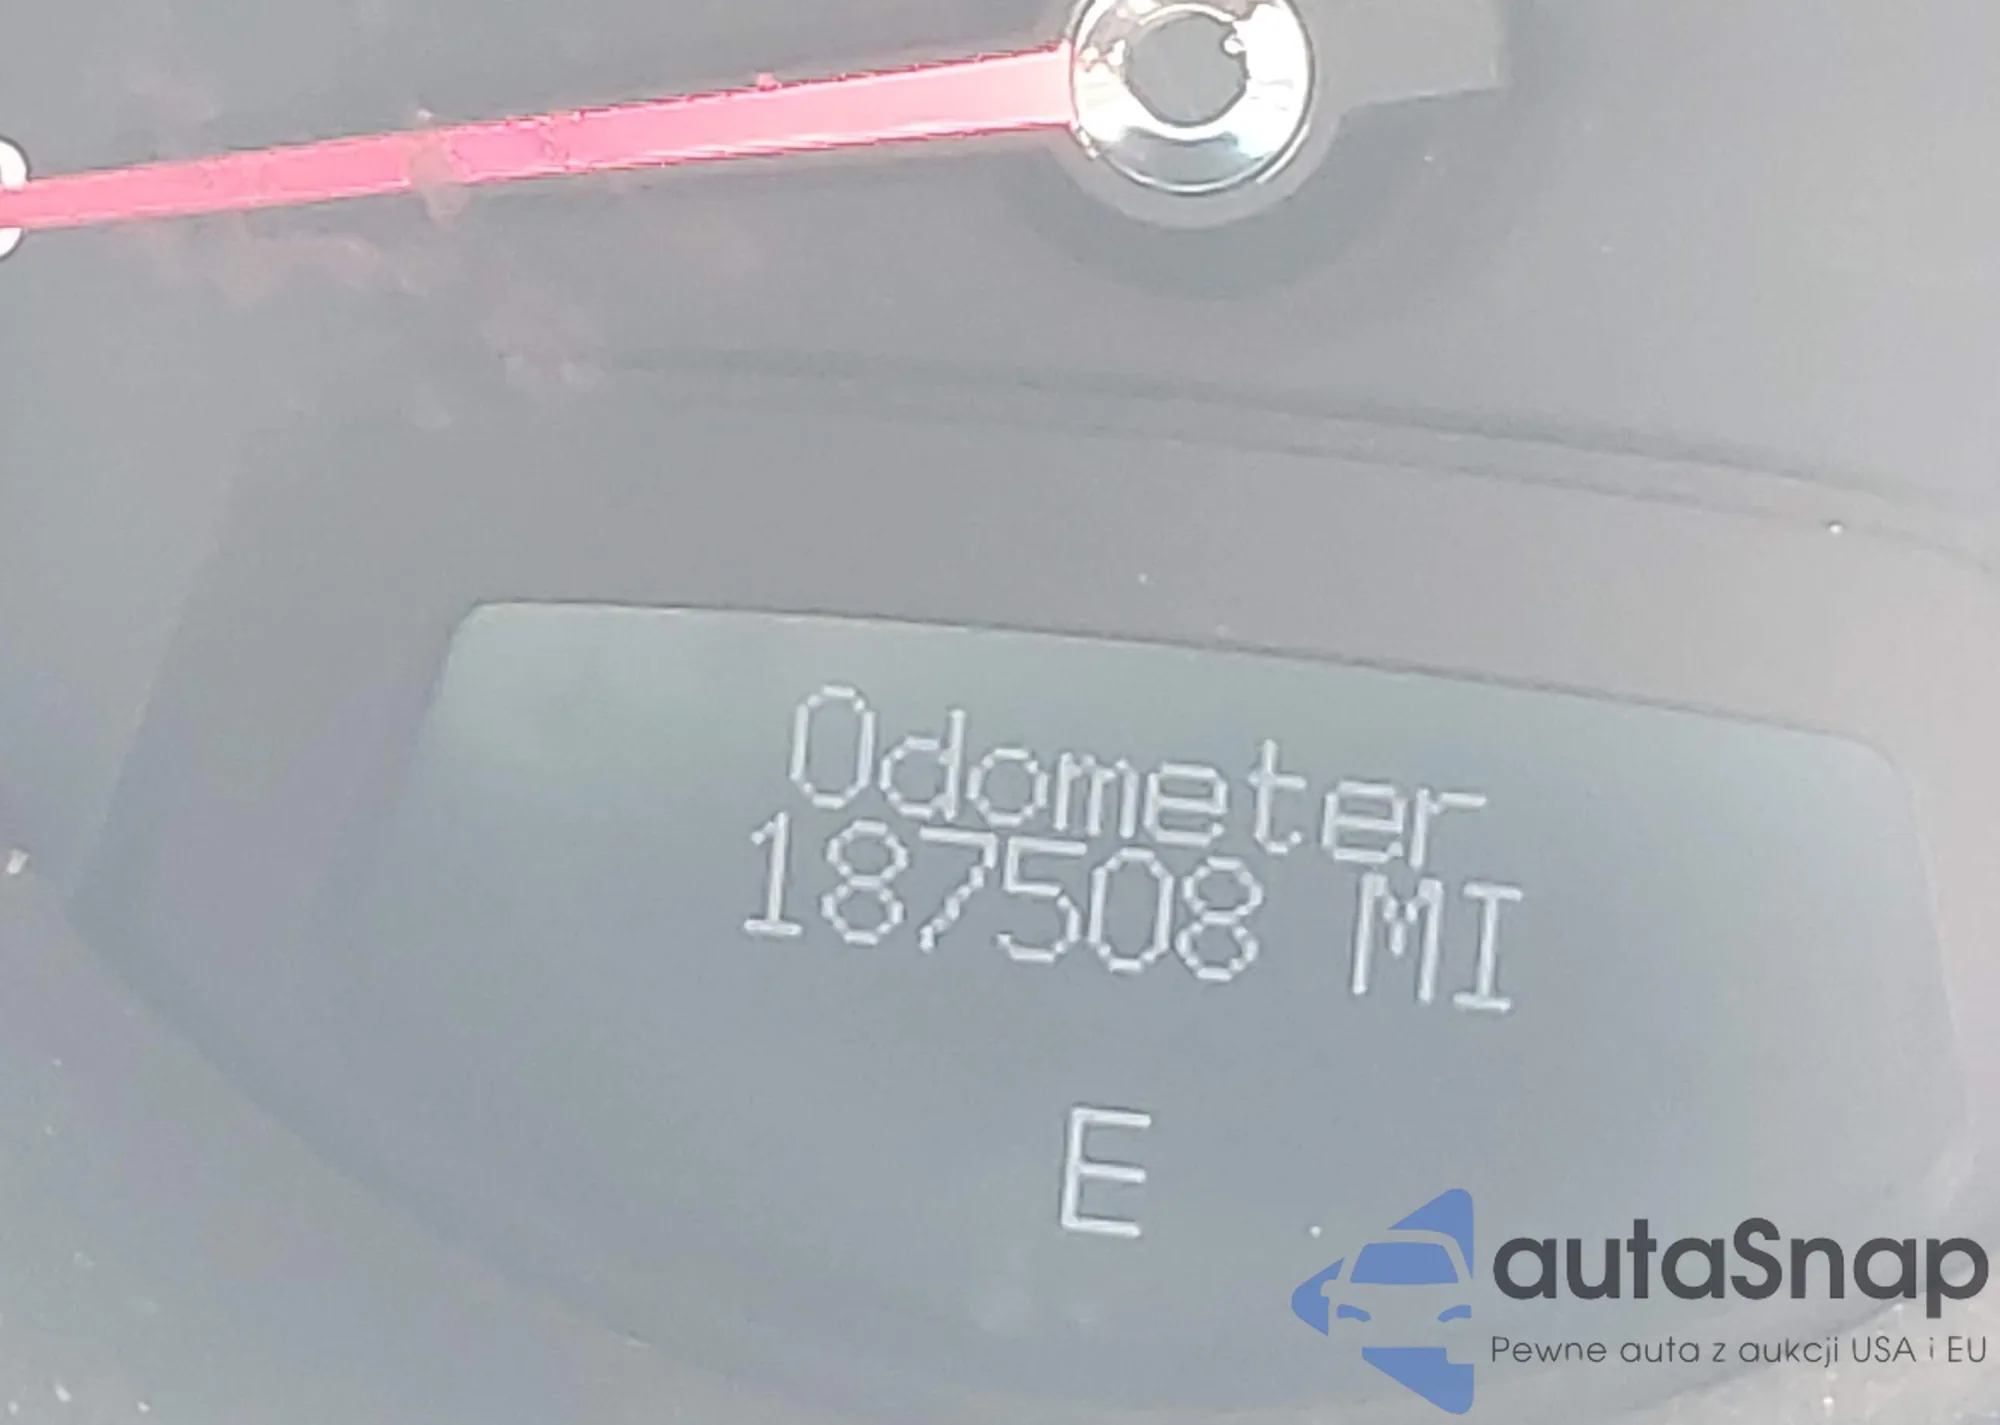 Odometer
187508 MI
E
autaSnap
Pewne auta z aukcji USA i EU